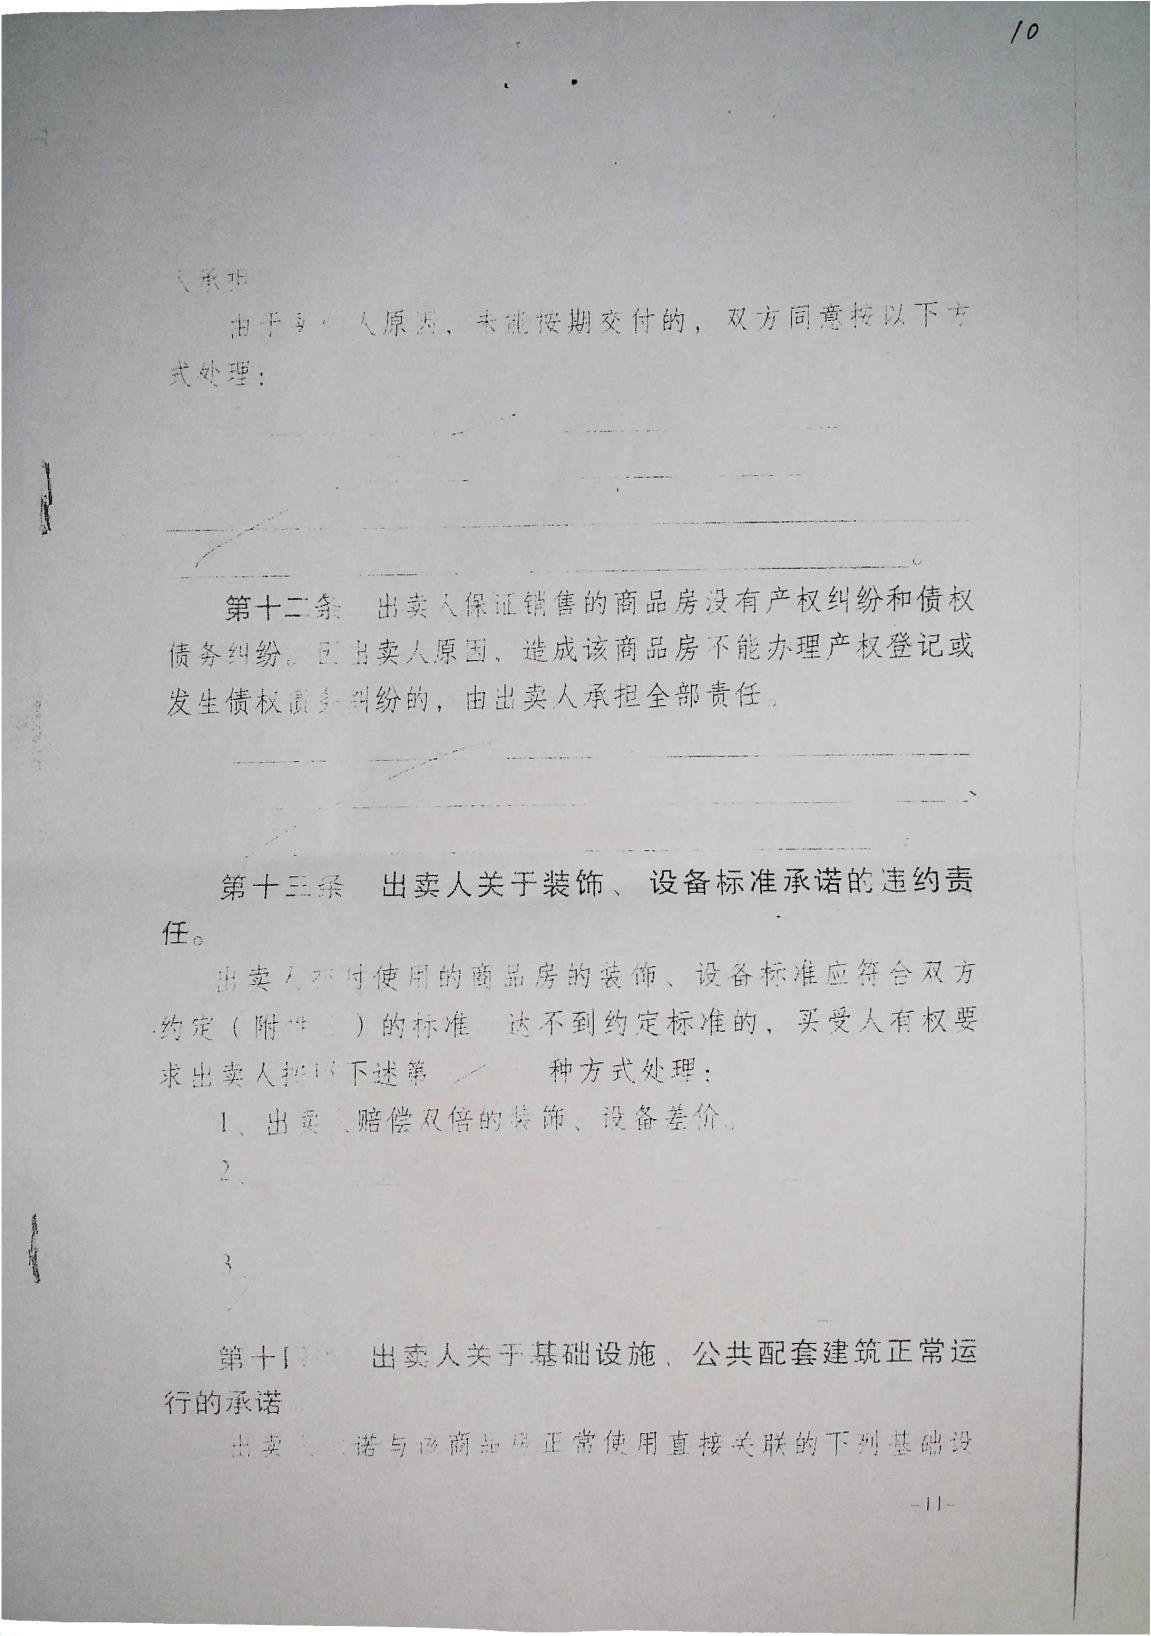 10
人承担
由于卖 人原因,未能按期交付的,双方同意按以下方
式处理:
。
第十二条 出卖人保证销售的商品房没有产权纠纷和债权
债务纠纷。因出卖人原因,造成该商品房不能办理产权登记或
发生债权债务纠纷的,由出卖人承担全部责任。
第十三条 出卖人关于装饰、设备标准承诺的违约责
任。
出卖人 付使用的商品房的装饰、设备标准应符合双方
约定(附件 )的标准 达不到约定标准的,买受人有权要
求出卖人按照下述第 种方式处理:
1、出卖人赔偿双倍的装饰、设备差价。
2、
3
第十 出卖人关于基础设施、公共配套建筑正常运
行的承诺
出卖 诺与该商品房正常使用直接关联的下列基础设
-11-